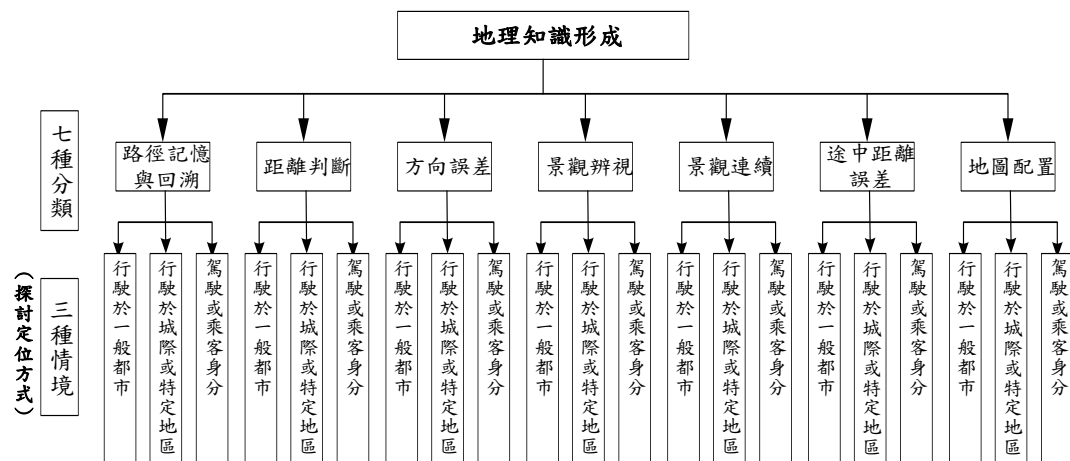 地理知識形成
七種分類
路徑記憶
與回溯
距離判斷
方向誤差
景觀辨視
景觀連續
途中距離
誤差
地圖配置
(探討定位方式)
三種情境
行駛於一般都市
行駛於城際或特定地區
駕駛或乘客身分
行駛於一般都市
行駛於城際或特定地區
駕駛或乘客身分
行駛於一般都市
行駛於城際或特定地區
駕駛或乘客身分
行駛於一般都市
行駛於城際或特定地區
駕駛或乘客身分
行駛於一般都市
行駛於城際或特定地區
駕駛或乘客身分
行駛於一般都市
行駛於城際或特定地區
駕駛或乘客身分
行駛於一般都市
行駛於城際或特定地區
駕駛或乘客身分